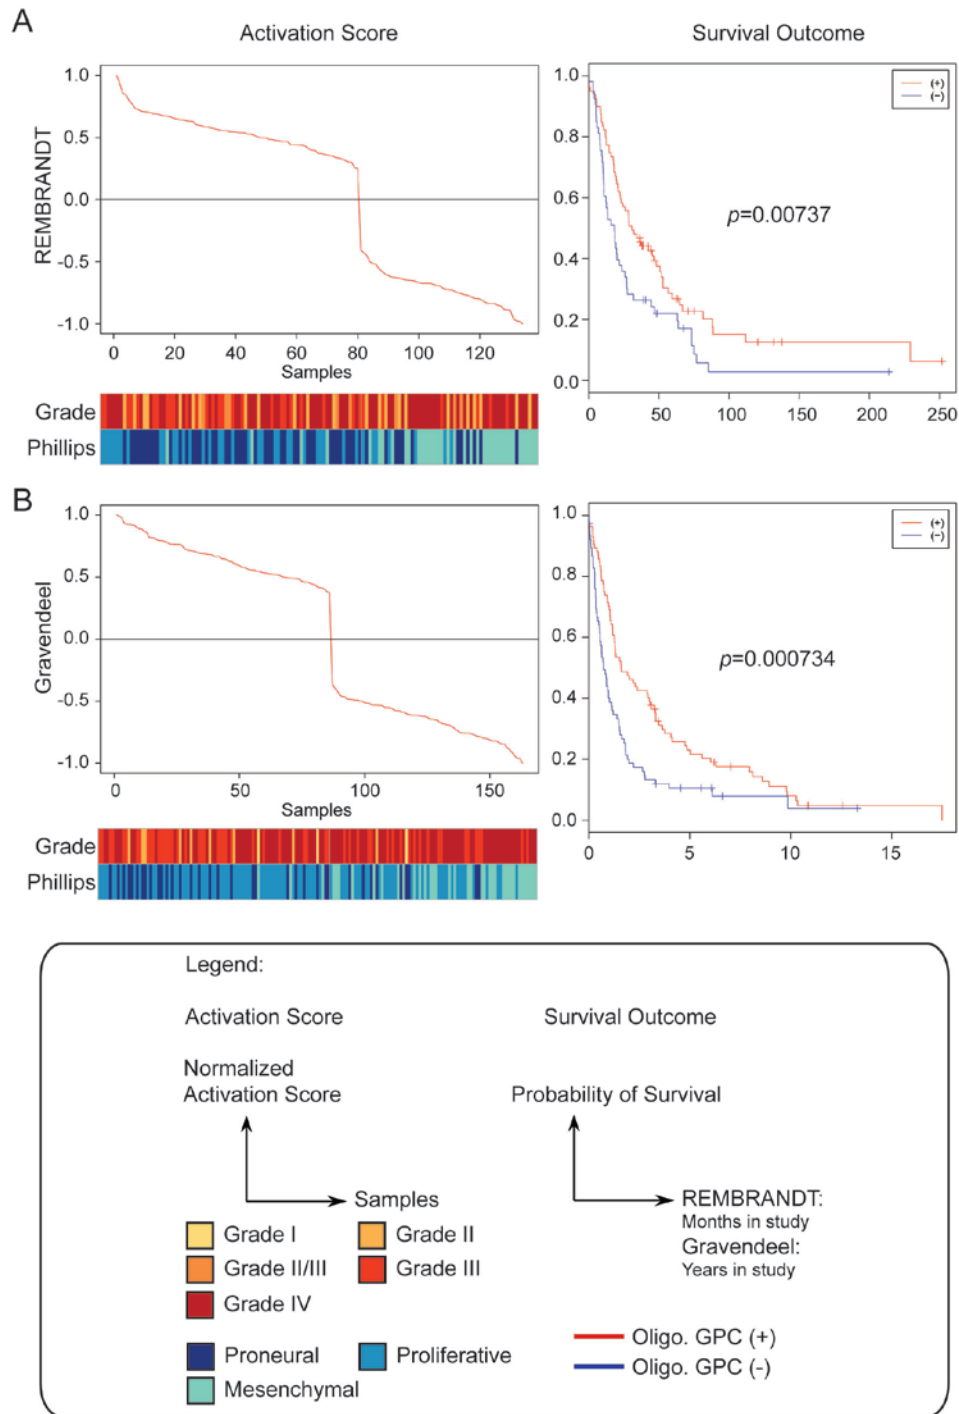 A
Activation Score
Survival Outcome
REMBRANDT
1.0
0.5
0.0
-0.5
-1.0
0 20 40 60 80 100 120
Samples
Grade
Phillips
1.0
0.8
0.6
0.4
0.2
0.0
(+)
(−)
p=0.00737
0 50 100 150 200 250
B
Gravendeel
1.0
0.5
0.0
-0.5
-1.0
0 50 100 150
Samples
Grade
Phillips
1.0
0.8
0.6
0.4
0.2
0.0
(+)
(−)
p=0.000734
0 5 10 15
Legend:
Activation Score
Survival Outcome
Normalized
Activation Score
Probability of Survival
Samples
REMBRANDT:
Months in study
Gravendeel:
Years in study
Grade I
Grade II
Grade II/III
Grade III
Grade IV
Proneural
Proliferative
Mesenchymal
Oligo. GPC (+)
Oligo. GPC (-)